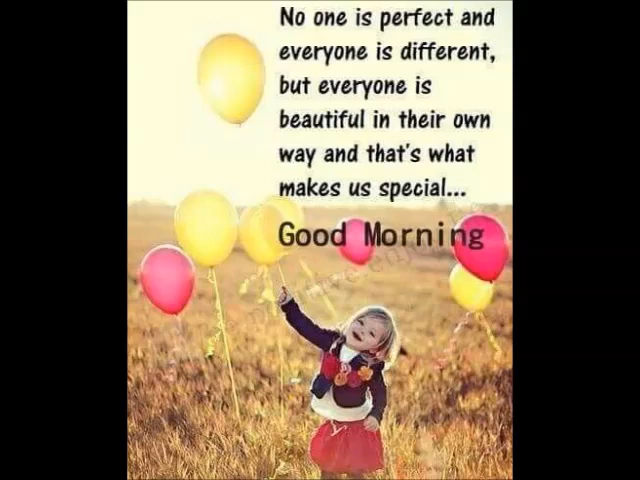 No one is perfect and
everyone is different,
but everyone is
beautiful in their own
way and that's what
makes us special...
Good Morning